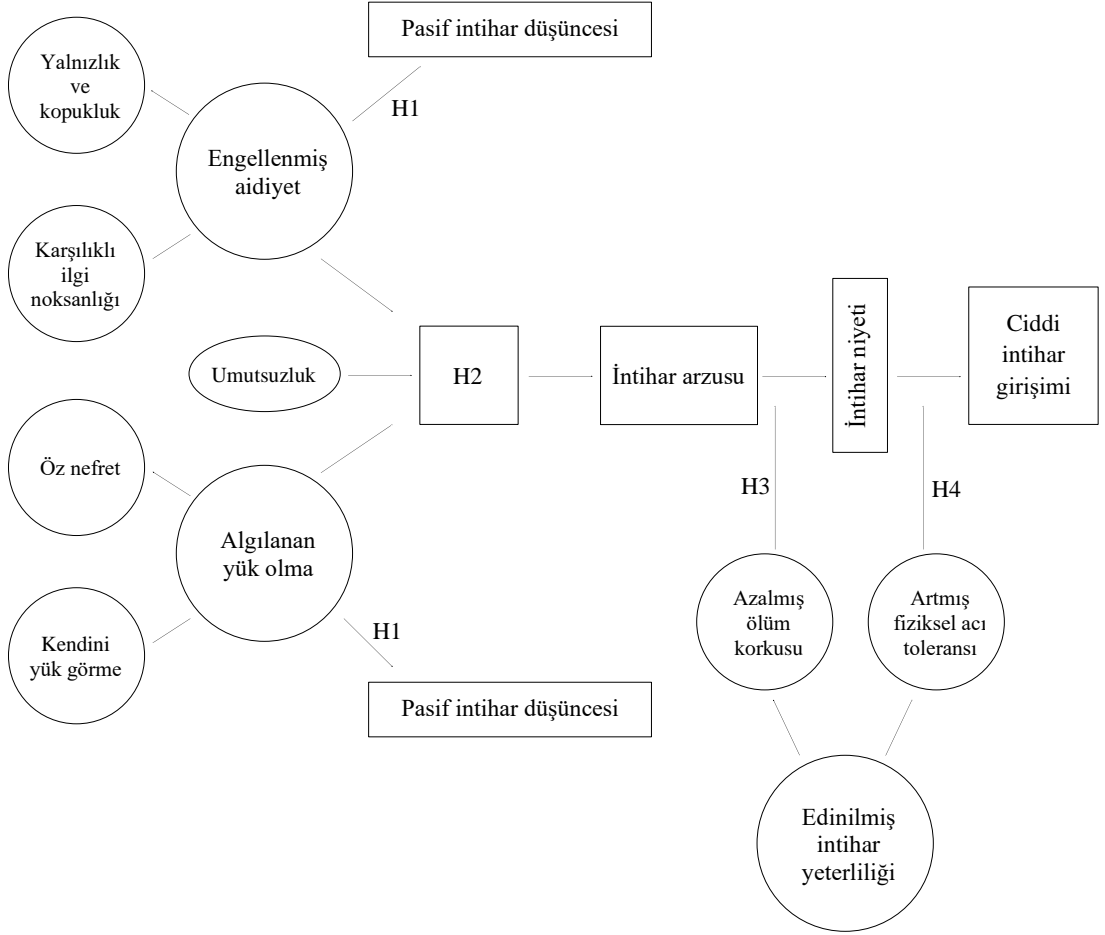 Pasif intihar düşüncesi
Yalnızlık
ve
kopukluk
H1
Engellenmiş
aidiyet
Karşılıklı
ilgi
noksanlığı
Umutsuzluk
H2
İntihar arzusu
İntihar niyeti
Ciddi
intihar
girişimi
Öz nefret
H3
H4
Algılanan
yük olma
Azalmış
ölüm
korkusu
Artmış
fiziksel acı
toleransı
Kendini
yük görme
H1
Pasif intihar düşüncesi
Edinilmiş
intihar
yeterliliği